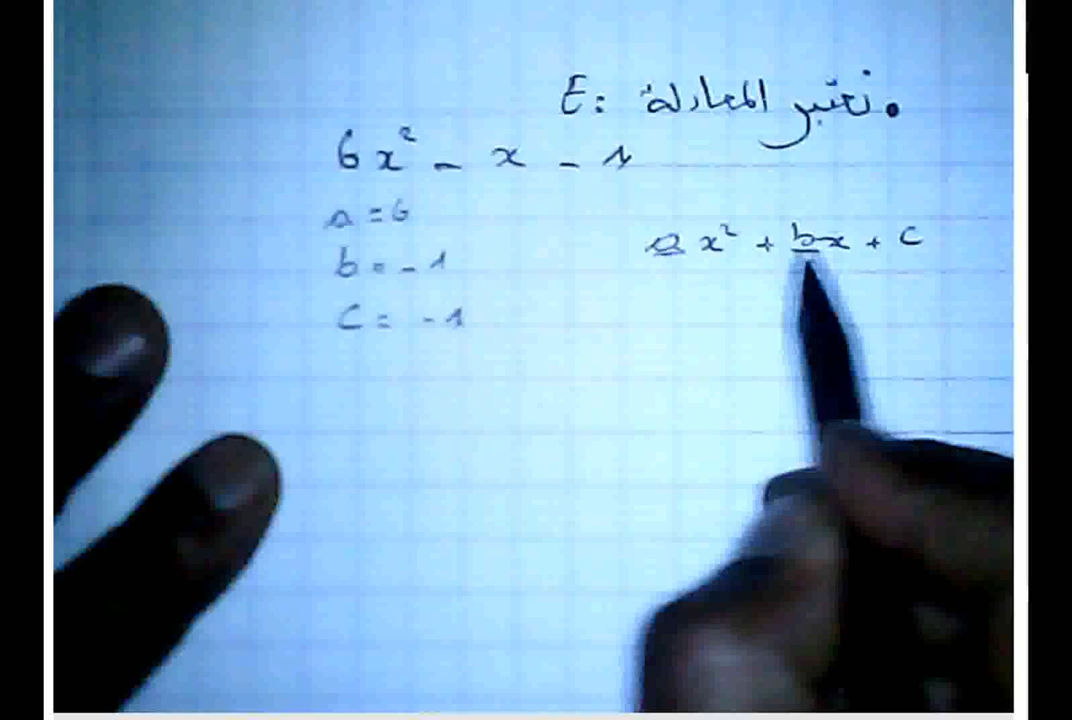 • نعتبر المعادلة :E
6x² - x - 1
a = 6
ax² + bx + c
b = -1
c = -1